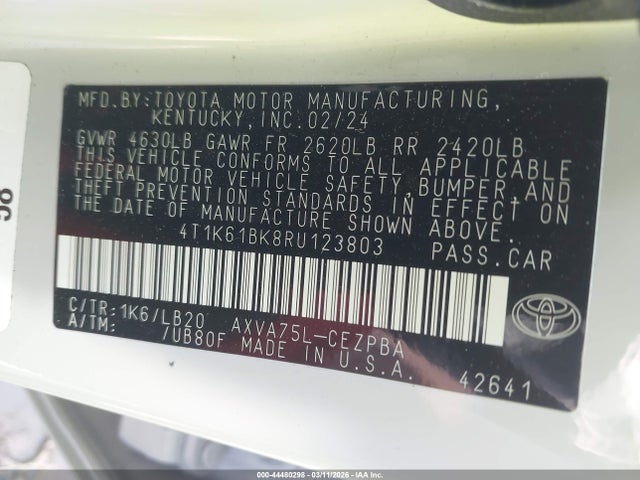 MFD.BY:TOYOTA MOTOR MANUFACTURING,
KENTUCKY, INC. 02/24
GVWR 4630LB GAWR FR 2620LB RR 2420LB
THIS VEHICLE CONFORMS TO ALL APPLICABLE
FEDERAL MOTOR VEHICLE SAFETY, BUMPER, AND
THEFT PREVENTION STANDARDS IN EFFECT ON
THE DATE OF MANUFACTURE SHOWN ABOVE.
4T1K61BK8RU123803 PASS.CAR
C/TR: 1K6/LB20 AXVA75L-CEZPBA
A/TM: 7UB80F MADE IN U.S.A.
42641
000-44480298 - 03/11/2026 - IAAI.COM